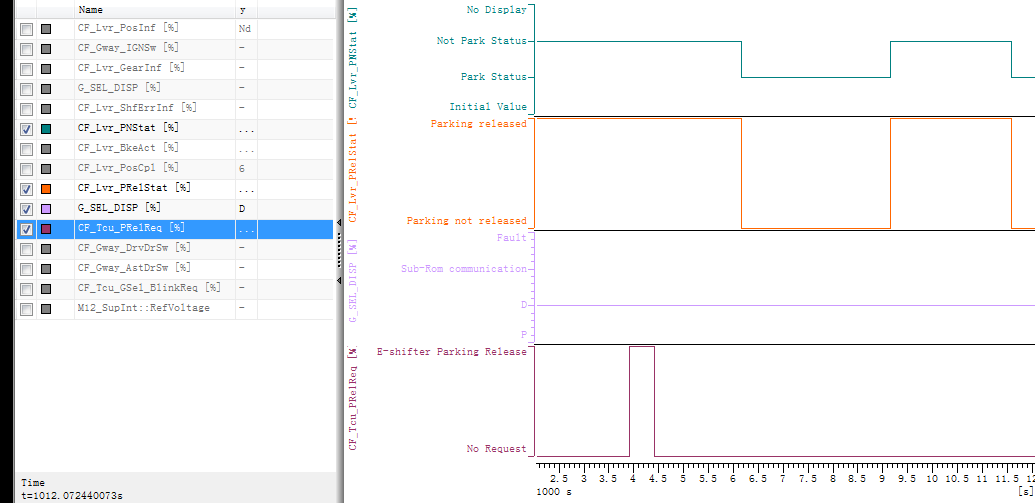 Name y
CF_Lvr_PosInf [%] Nd
CF_Gway_IGNSw [%] -
CF_Lvr_GearInf [%] -
G_SEL_DISP [%] -
CF_Lvr_ShfErrInf [%] -
CF_Lvr_PNStat [%] ...
CF_Lvr_BkeAct [%] ...
CF_Lvr_PosCpl [%] 6
CF_Lvr_PRelStat [%] ...
G_SEL_DISP [%] D
CF_Tcu_PRelReq [%] ...
CF_Gway_DrvDrSw [%] -
CF_Gway_AstDrSw [%] -
CF_Tcu_GSel_BlinkReq [%] -
M12_SupInt::RefVoltage -
Time
t=1012.072440073s
CF_Lvr_PNStat [%]
No Display
Not Park Status
Park Status
Initial Value
CF_Lvr_PRelStat [%
Parking released
Parking not released
G_SEL_DISP [%]
Fault
Sub-Rom communication
D
P
CF_Tcu_PRelReq [%
E-shifter Parking Release
No Request
2.5 3 3.5 4 4.5 5 5.5 6 6.5 7 7.5 8 8.5 9 9.5 10 10.5 11 11.5 12
1000 s [s]